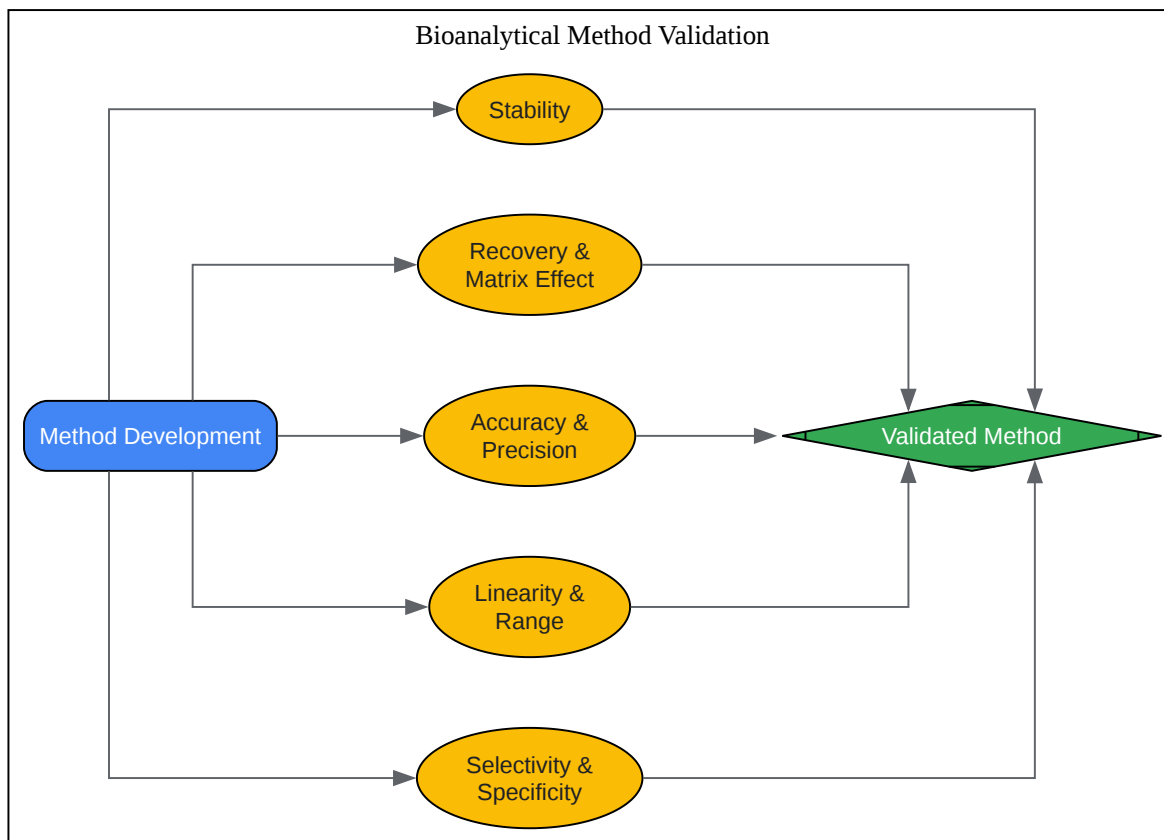 Bioanalytical Method Validation
Stability
Recovery &
Matrix Effect
Method Development
Accuracy &
Precision
Validated Method
Linearity &
Range
Selectivity &
Specificity